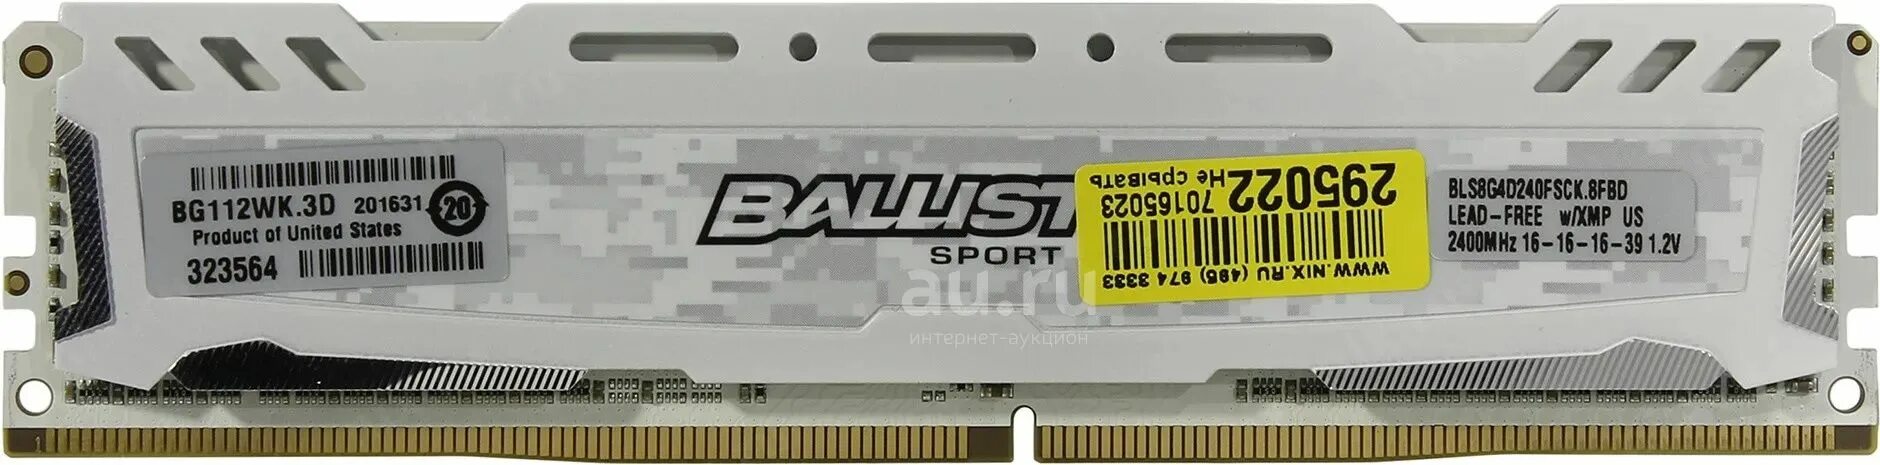 BG112WK.3D 201631 20
Product of United States
323564
BALLIST
SPORT
295022
70165023 Не срывать
WWW.NIX.RU (495) 974 3333
BLS8G4D240FSCK.8FBD
LEAD-FREE w/XMP US
2400MHz 16-16-16-39 1.2V
au.ru
интернет-аукцион